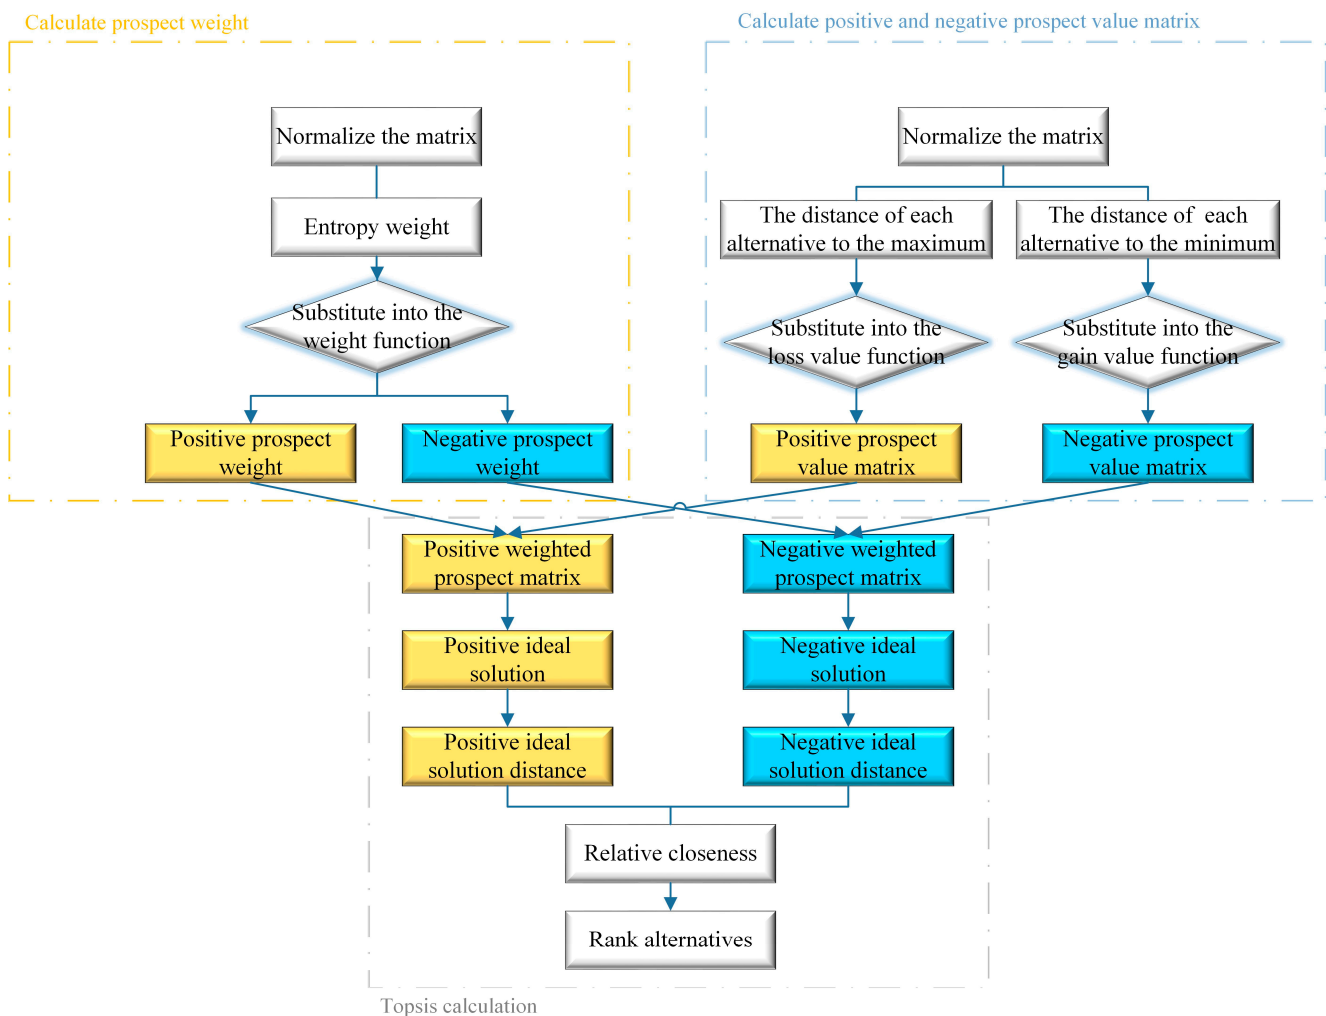 Calculate prospect weight
Calculate positive and negative prospect value matrix
Normalize the matrix
Entropy weight
Substitute into the
weight function
Positive prospect
weight
Negative prospect
weight
Normalize the matrix
The distance of each
alternative to the maximum
The distance of each
alternative to the minimum
Substitute into the
loss value function
Substitute into the
gain value function
Positive prospect
value matrix
Negative prospect
value matrix
Positive weighted
prospect matrix
Negative weighted
prospect matrix
Positive ideal
solution
Negative ideal
solution
Positive ideal
solution distance
Negative ideal
solution distance
Relative closeness
Rank alternatives
Topsis calculation